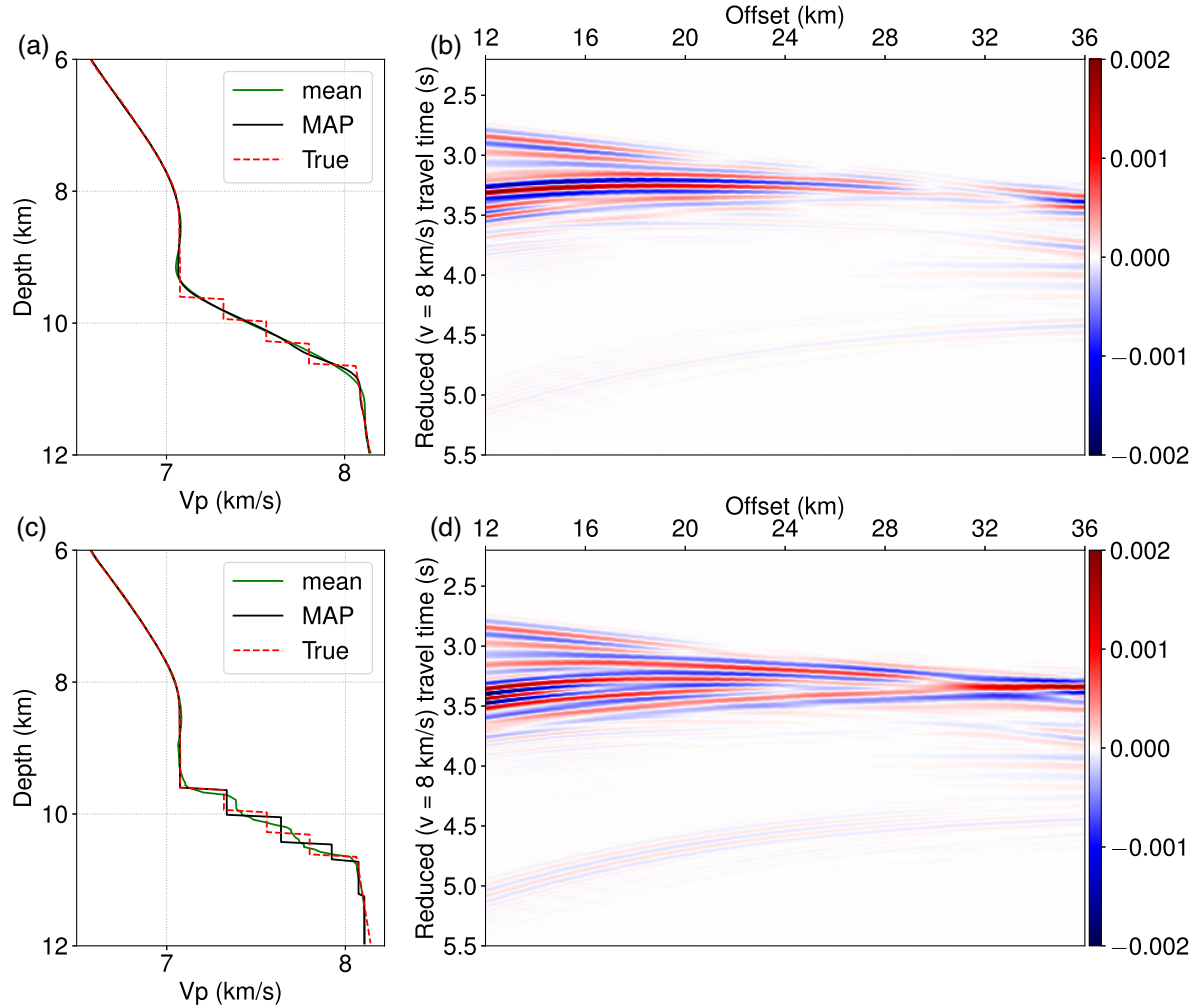 (a)
6
8
10
12
Depth (km)
mean
MAP
True
7
8
Vp (km/s)
(b)
Offset (km)
12
16
20
24
28
32
36
Reduced (v = 8 km/s) travel time (s)
2.5
3.0
3.5
4.0
4.5
5.0
5.5
0.002
0.001
0.000
−0.001
−0.002
(c)
6
8
10
12
Depth (km)
mean
MAP
True
7
8
Vp (km/s)
(d)
Offset (km)
12
16
20
24
28
32
36
Reduced (v = 8 km/s) travel time (s)
2.5
3.0
3.5
4.0
4.5
5.0
5.5
0.002
0.001
0.000
−0.001
−0.002